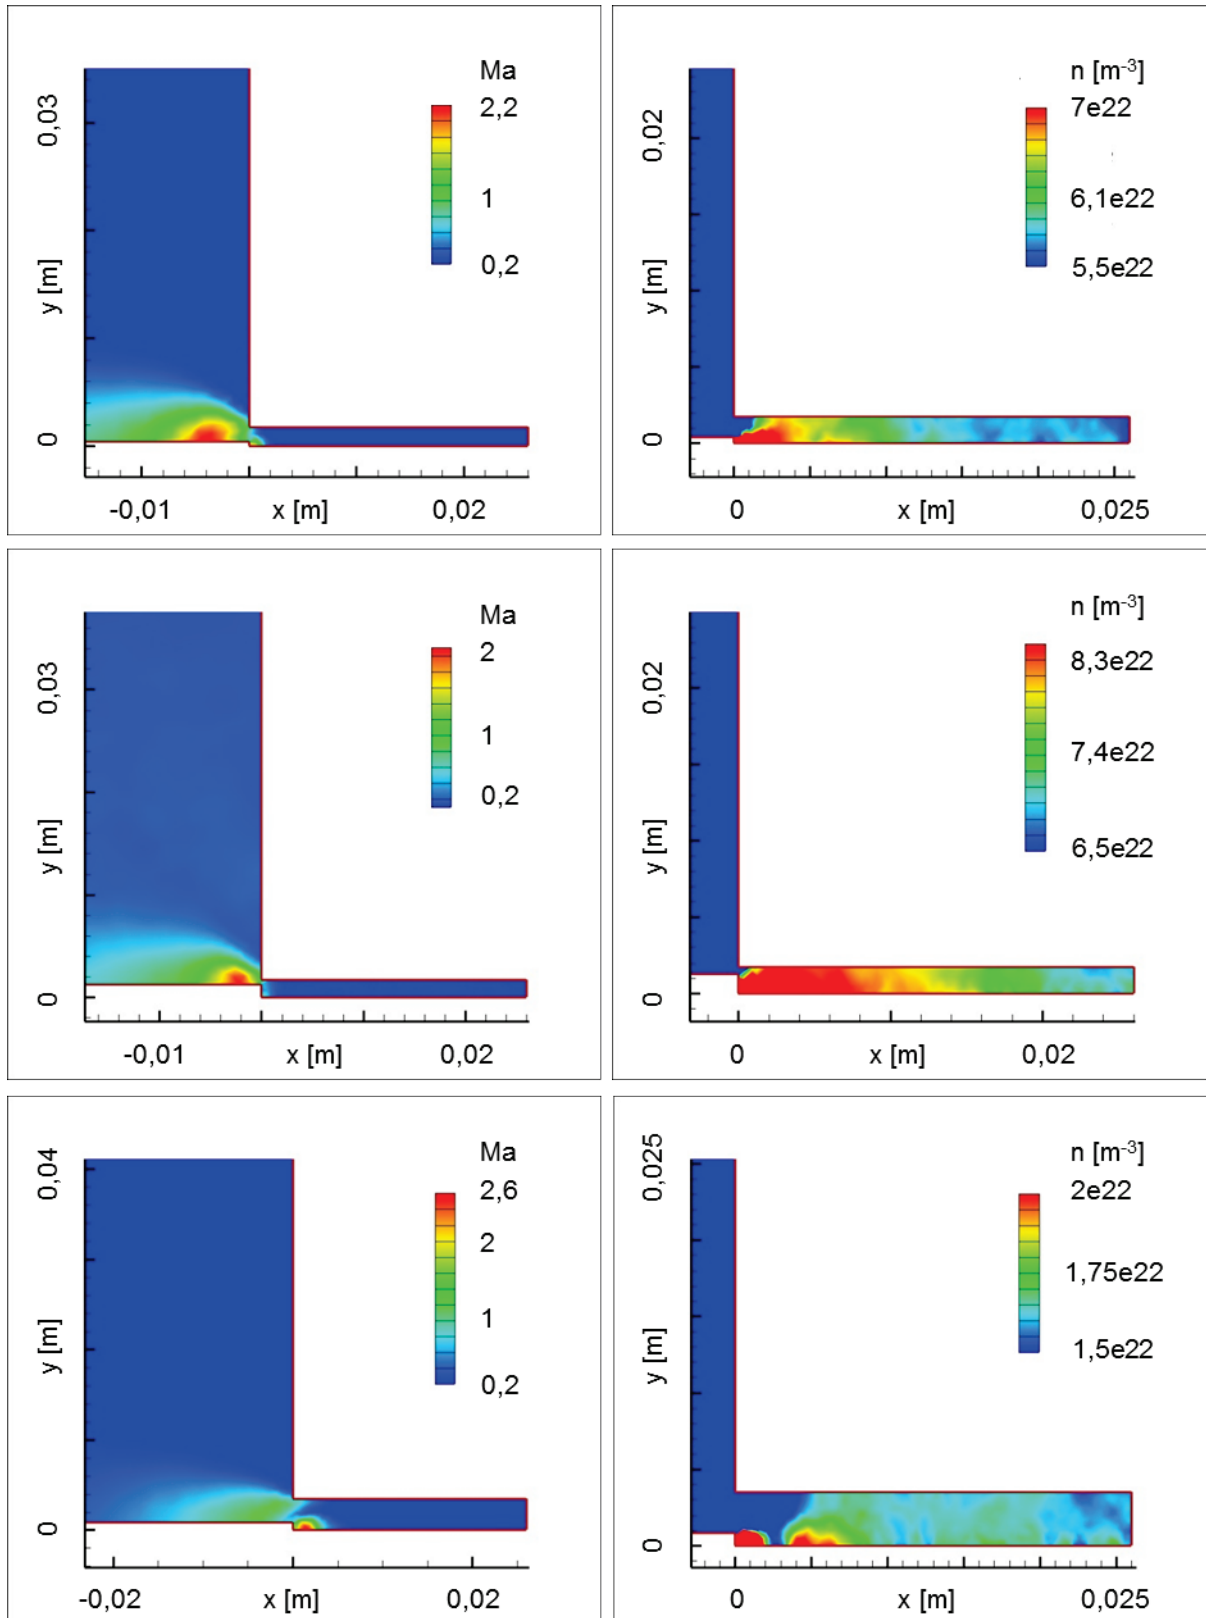 Ma
2,2
1
0,2
0,03
y [m]
0
-0,01
x [m]
0,02
n [m-3]
7e22
6,1e22
5,5e22
0,02
y [m]
0
0
x [m]
0,025
Ma
2
1
0,2
0,03
y [m]
0
-0,01
x [m]
0,02
n [m-3]
8,3e22
7,4e22
6,5e22
0,02
y [m]
0
0
x [m]
0,02
Ma
2,6
2
1
0,2
0,04
y [m]
0
-0,02
x [m]
0,02
n [m-3]
2e22
1,75e22
1,5e22
0,025
y [m]
0
0
x [m]
0,025